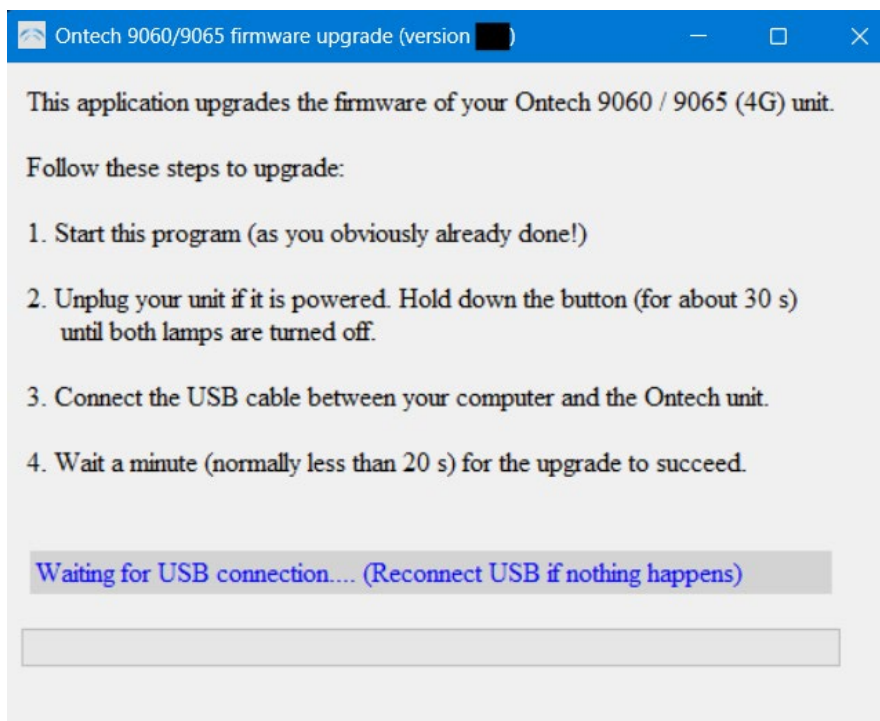 Ontech 9060/9065 firmware upgrade (version )
This application upgrades the firmware of your Ontech 9060 / 9065 (4G) unit.
Follow these steps to upgrade:
1. Start this program (as you obviously already done!)
2. Unplug your unit if it is powered. Hold down the button (for about 30 s)
until both lamps are turned off.
3. Connect the USB cable between your computer and the Ontech unit.
4. Wait a minute (normally less than 20 s) for the upgrade to succeed.
Waiting for USB connection.... (Reconnect USB if nothing happens)